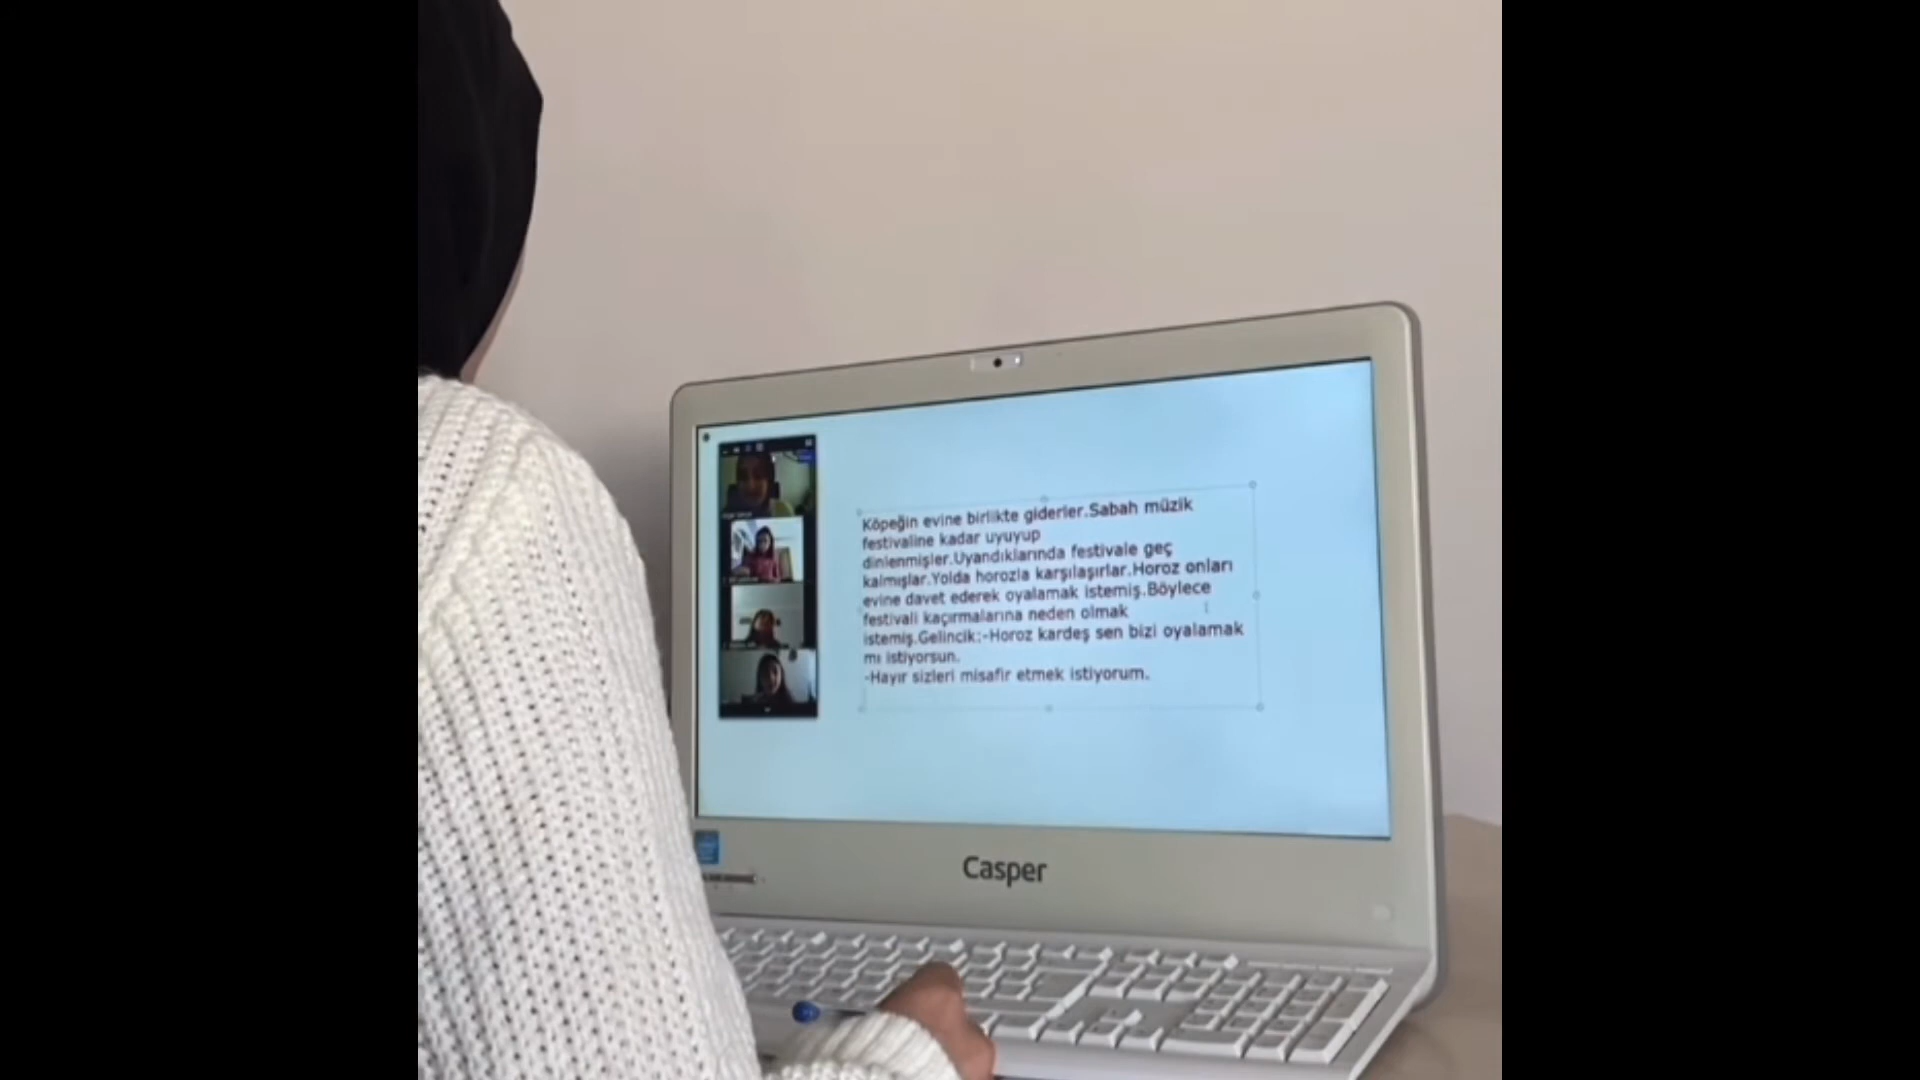 Köpeğin evine birlikte giderler.Sabah müzik
festivaline kadar uyuyup
dinlenmişler.Uyandıklarında festivale geç
kalmışlar.Yolda horozla karşılaşırlar.Horoz onları
evine davet ederek oyalamak istemiş.Böylece
festivali kaçırmalarına neden olmak
istemiş.Gelincik:-Horoz kardeş sen bizi oyalamak
mı istiyorsun.
-Hayır sizleri misafir etmek istiyorum.
Casper